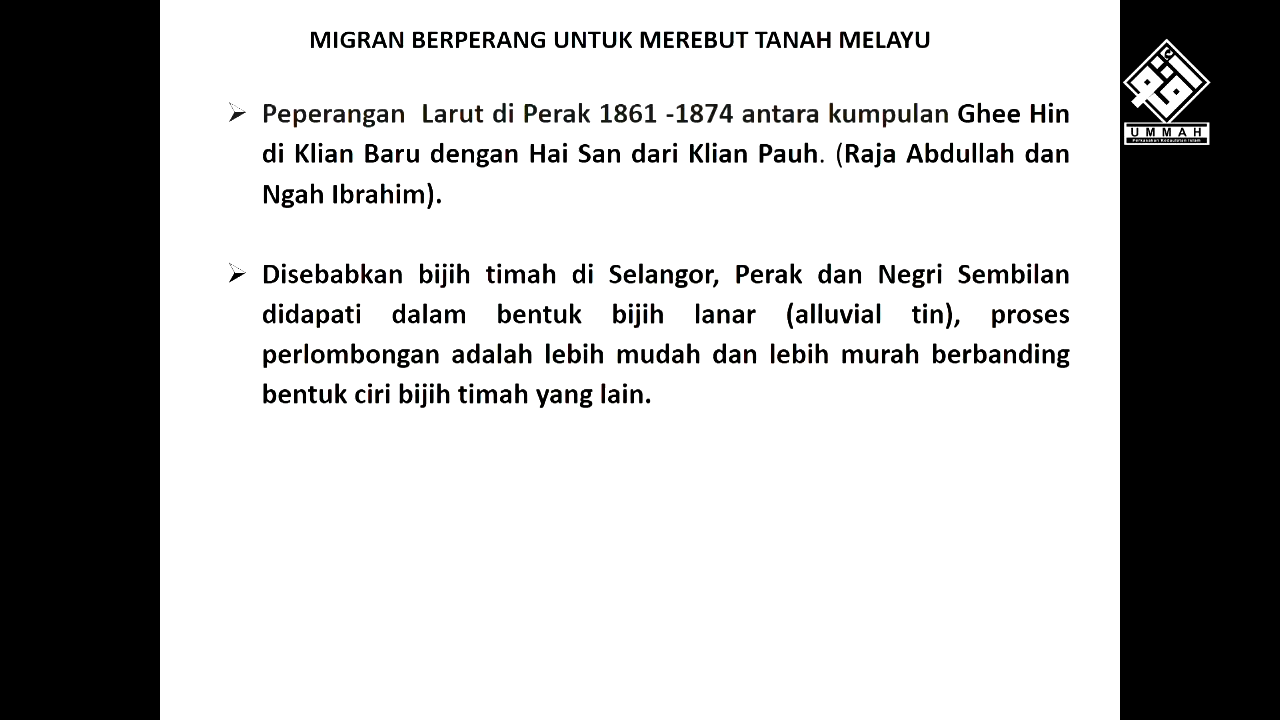 MIGRAN BERPERANG UNTUK MEREBUT TANAH MELAYU
➢ Peperangan Larut di Perak 1861 -1874 antara kumpulan Ghee Hin
di Klian Baru dengan Hai San dari Klian Pauh. (Raja Abdullah dan
Ngah Ibrahim).
➢ Disebabkan bijih timah di Selangor, Perak dan Negri Sembilan
didapati dalam bentuk bijih lanar (alluvial tin), proses
perlombongan adalah lebih mudah dan lebih murah berbanding
bentuk ciri bijih timah yang lain.
UMMAH